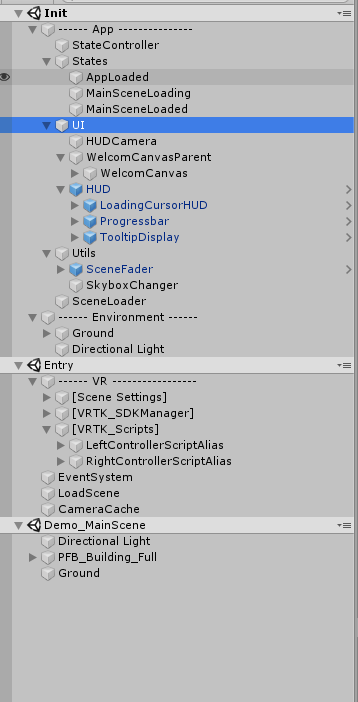 Init
------ App ---------------
StateController
States
AppLoaded
MainSceneLoading
MainSceneLoaded
UI
HUDCamera
WelcomCanvasParent
WelcomCanvas
HUD
LoadingCursorHUD
Progressbar
TooltipDisplay
Utils
SceneFader
SkyboxChanger
SceneLoader
------ Environment ------
Ground
Directional Light
Entry
------ VR -----------------
[Scene Settings]
[VRTK_SDKManager]
[VRTK_Scripts]
LeftControllerScriptAlias
RightControllerScriptAlias
EventSystem
LoadScene
CameraCache
Demo_MainScene
Directional Light
PFB_Building_Full
Ground